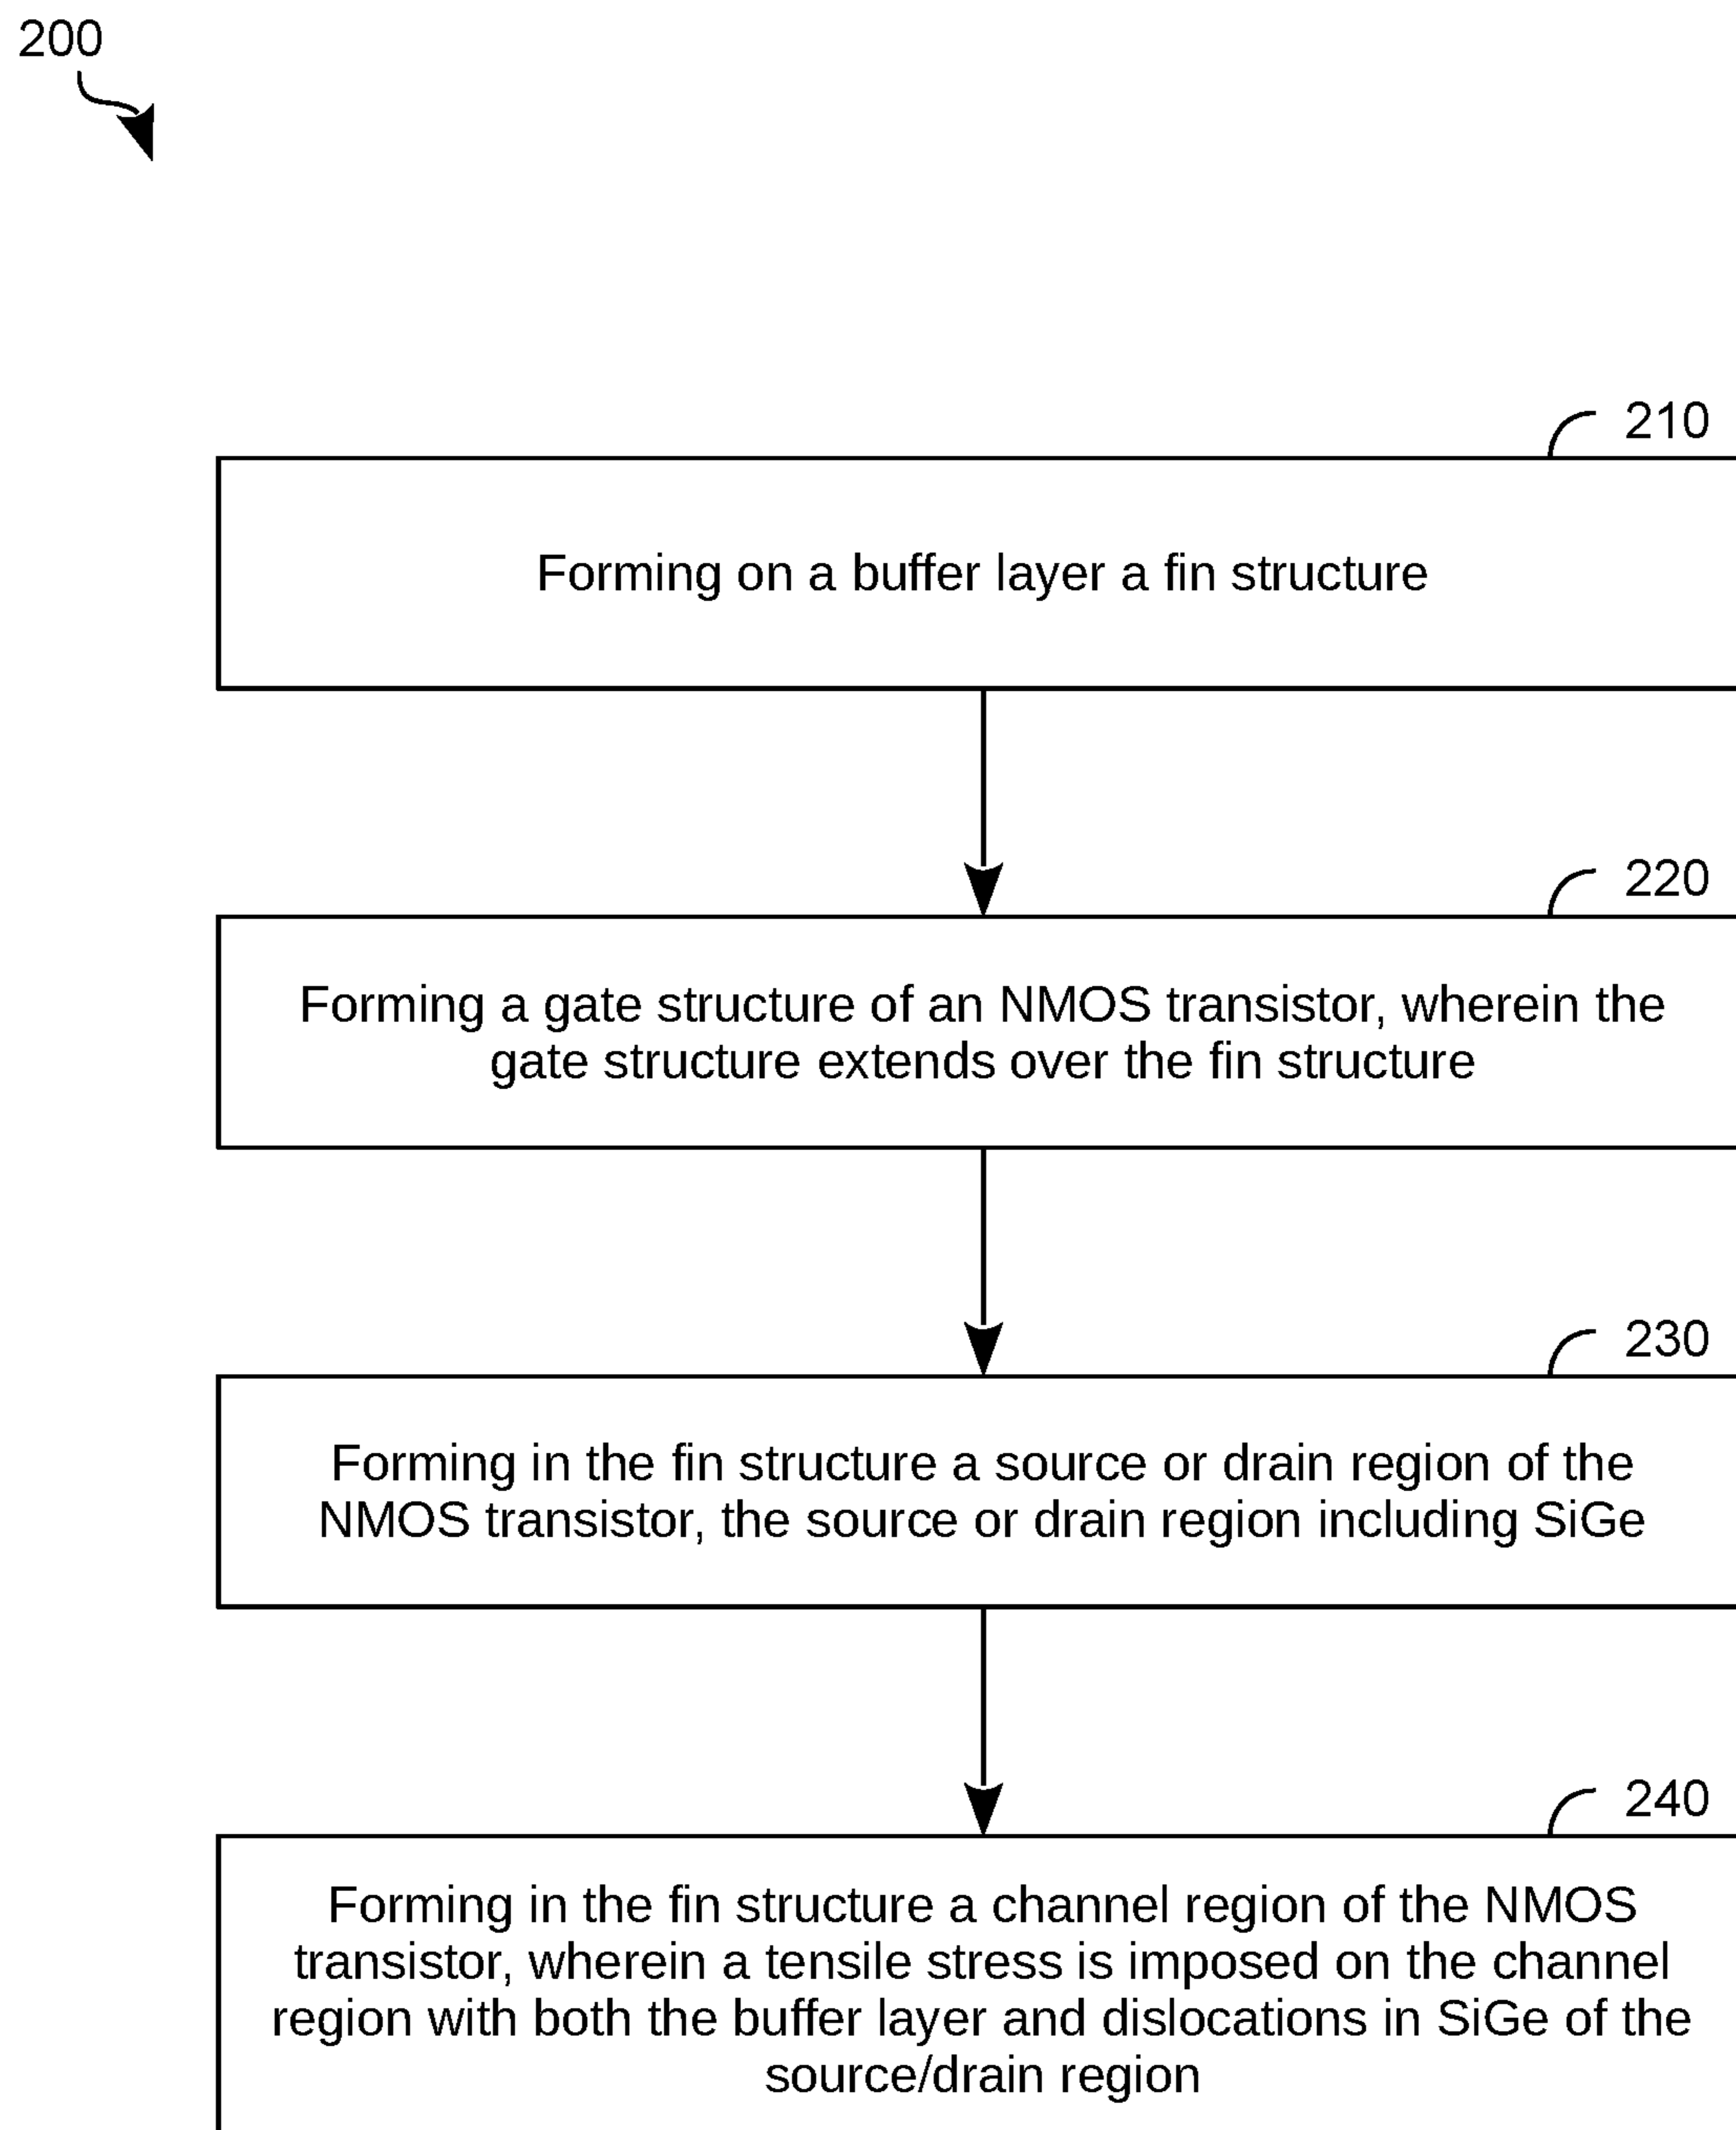 200
210
Forming on a buffer layer a fin structure
220
Forming a gate structure of an NMOS transistor, wherein the
gate structure extends over the fin structure
230
Forming in the fin structure a source or drain region of the
NMOS transistor, the source or drain region including SiGe
240
Forming in the fin structure a channel region of the NMOS
transistor, wherein a tensile stress is imposed on the channel
region with both the buffer layer and dislocations in SiGe of the
source/drain region